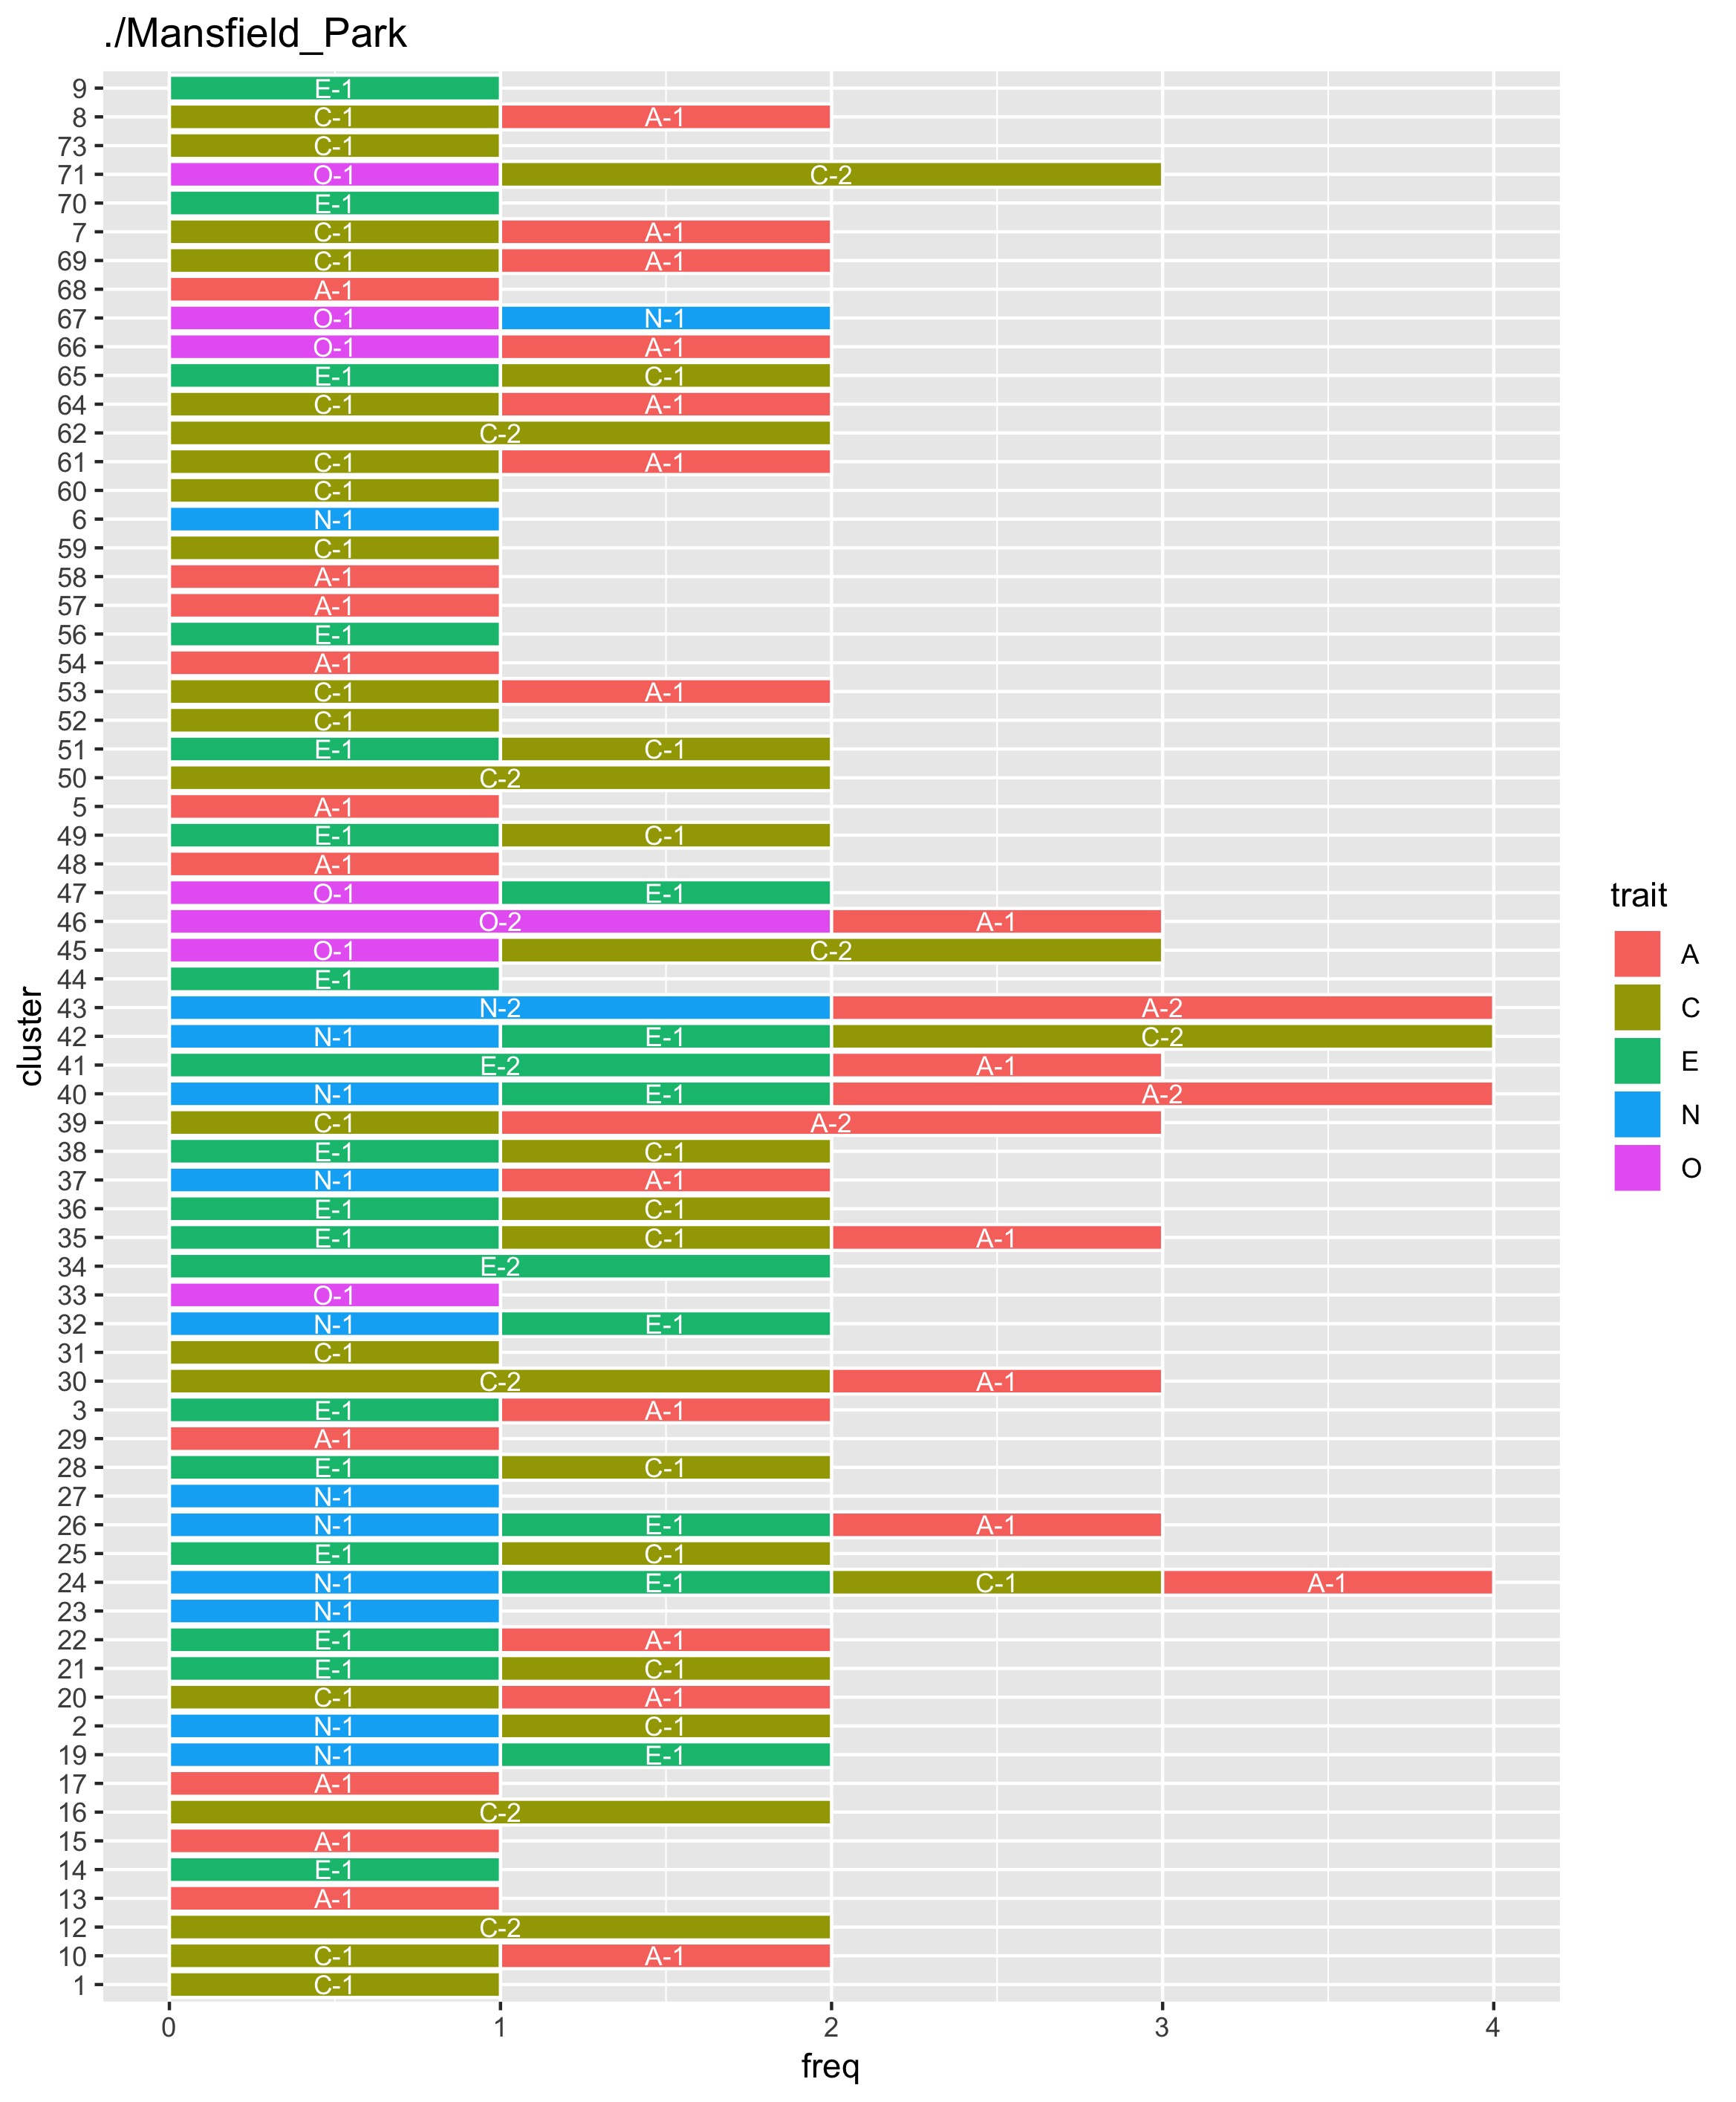 ./Mansfield_Park
9 E-1
8 C-1 A-1
73 C-1
71 O-1 C-2
70 E-1
7 C-1 A-1
69 C-1 A-1
68 A-1
67 O-1 N-1
66 O-1 A-1
65 E-1 C-1
64 C-1 A-1
62 C-2
61 C-1 A-1
60 C-1
6 N-1
59 C-1
58 A-1
57 A-1
56 E-1
54 A-1
53 C-1 A-1
52 C-1
51 E-1 C-1
50 C-2
5 A-1
49 E-1 C-1
48 A-1
47 O-1 E-1
46 O-2 A-1
45 O-1 C-2
44 E-1
43 N-2 A-2
42 N-1 E-1 C-2
41 E-2 A-1
40 N-1 E-1 A-2
39 C-1 A-2
38 E-1 C-1
37 N-1 A-1
36 E-1 C-1
35 E-1 C-1 A-1
34 E-2
33 O-1
32 N-1 E-1
31 C-1
30 C-2 A-1
3 E-1 A-1
29 A-1
28 E-1 C-1
27 N-1
26 N-1 E-1 A-1
25 E-1 C-1
24 N-1 E-1 C-1 A-1
23 N-1
22 E-1 A-1
21 E-1 C-1
20 C-1 A-1
2 N-1 C-1
19 N-1 E-1
17 A-1
16 C-2
15 A-1
14 E-1
13 A-1
12 C-2
10 C-1 A-1
1 C-1
0 1 2 3 4
freq
cluster
trait
A
C
E
N
O